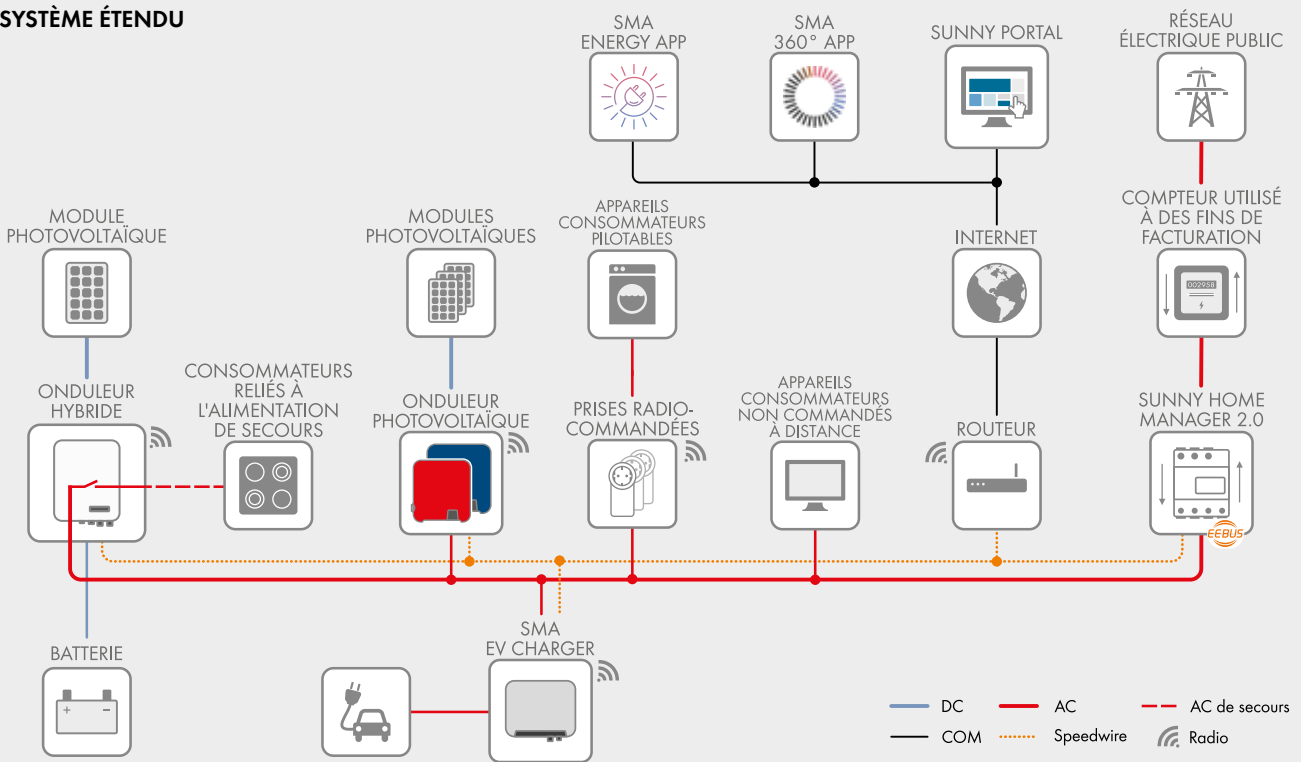 SYSTÈME ÉTENDU
SMA
ENERGY APP
SMA
360° APP
SUNNY PORTAL
RÉSEAU
ÉLECTRIQUE PUBLIC
MODULE
PHOTOVOLTAÏQUE
MODULES
PHOTOVOLTAÏQUES
APPAREILS
CONSOMMATEURS
PILOTABLES
INTERNET
COMPTEUR UTILISÉ
À DES FINS DE
FACTURATION
002958
ONDULEUR
HYBRIDE
CONSOMMATEURS
RELIÉS À
L'ALIMENTATION
DE SECOURS
ONDULEUR
PHOTOVOLTAÏQUE
PRISES RADIO-
COMMANDÉES
APPAREILS
CONSOMMATEURS
NON COMMANDÉS
À DISTANCE
ROUTEUR
SUNNY HOME
MANAGER 2.0
EEBUS
BATTERIE
SMA
EV CHARGER
DC
AC
AC de secours
COM
Speedwire
Radio